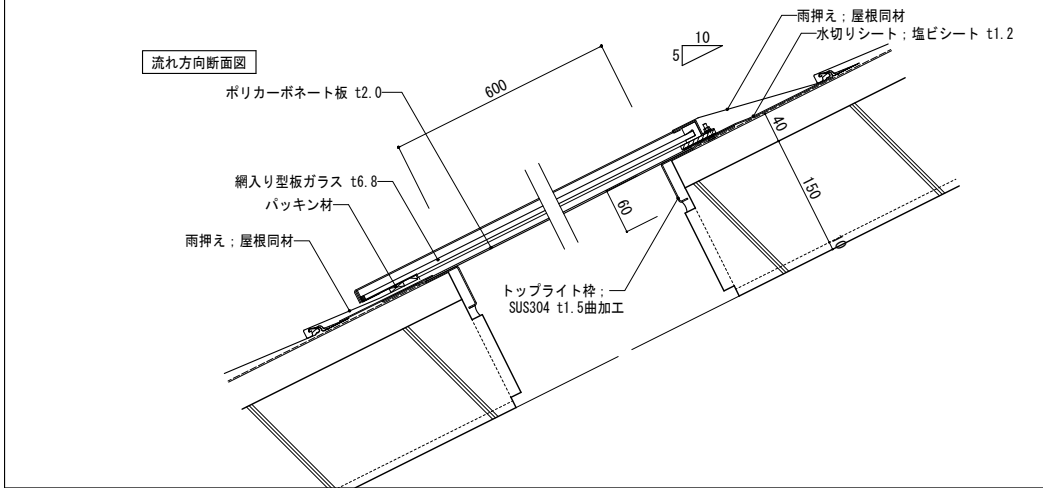 雨押え；屋根同材
水切りシート；塩ビシート t1.2
10
5
流れ方向断面図
ポリカーボネート板 t2.0
600
40
150
60
網入り型板ガラス t6.8
パッキン材
雨押え；屋根同材
トップライト枠；
SUS304 t1.5曲加工